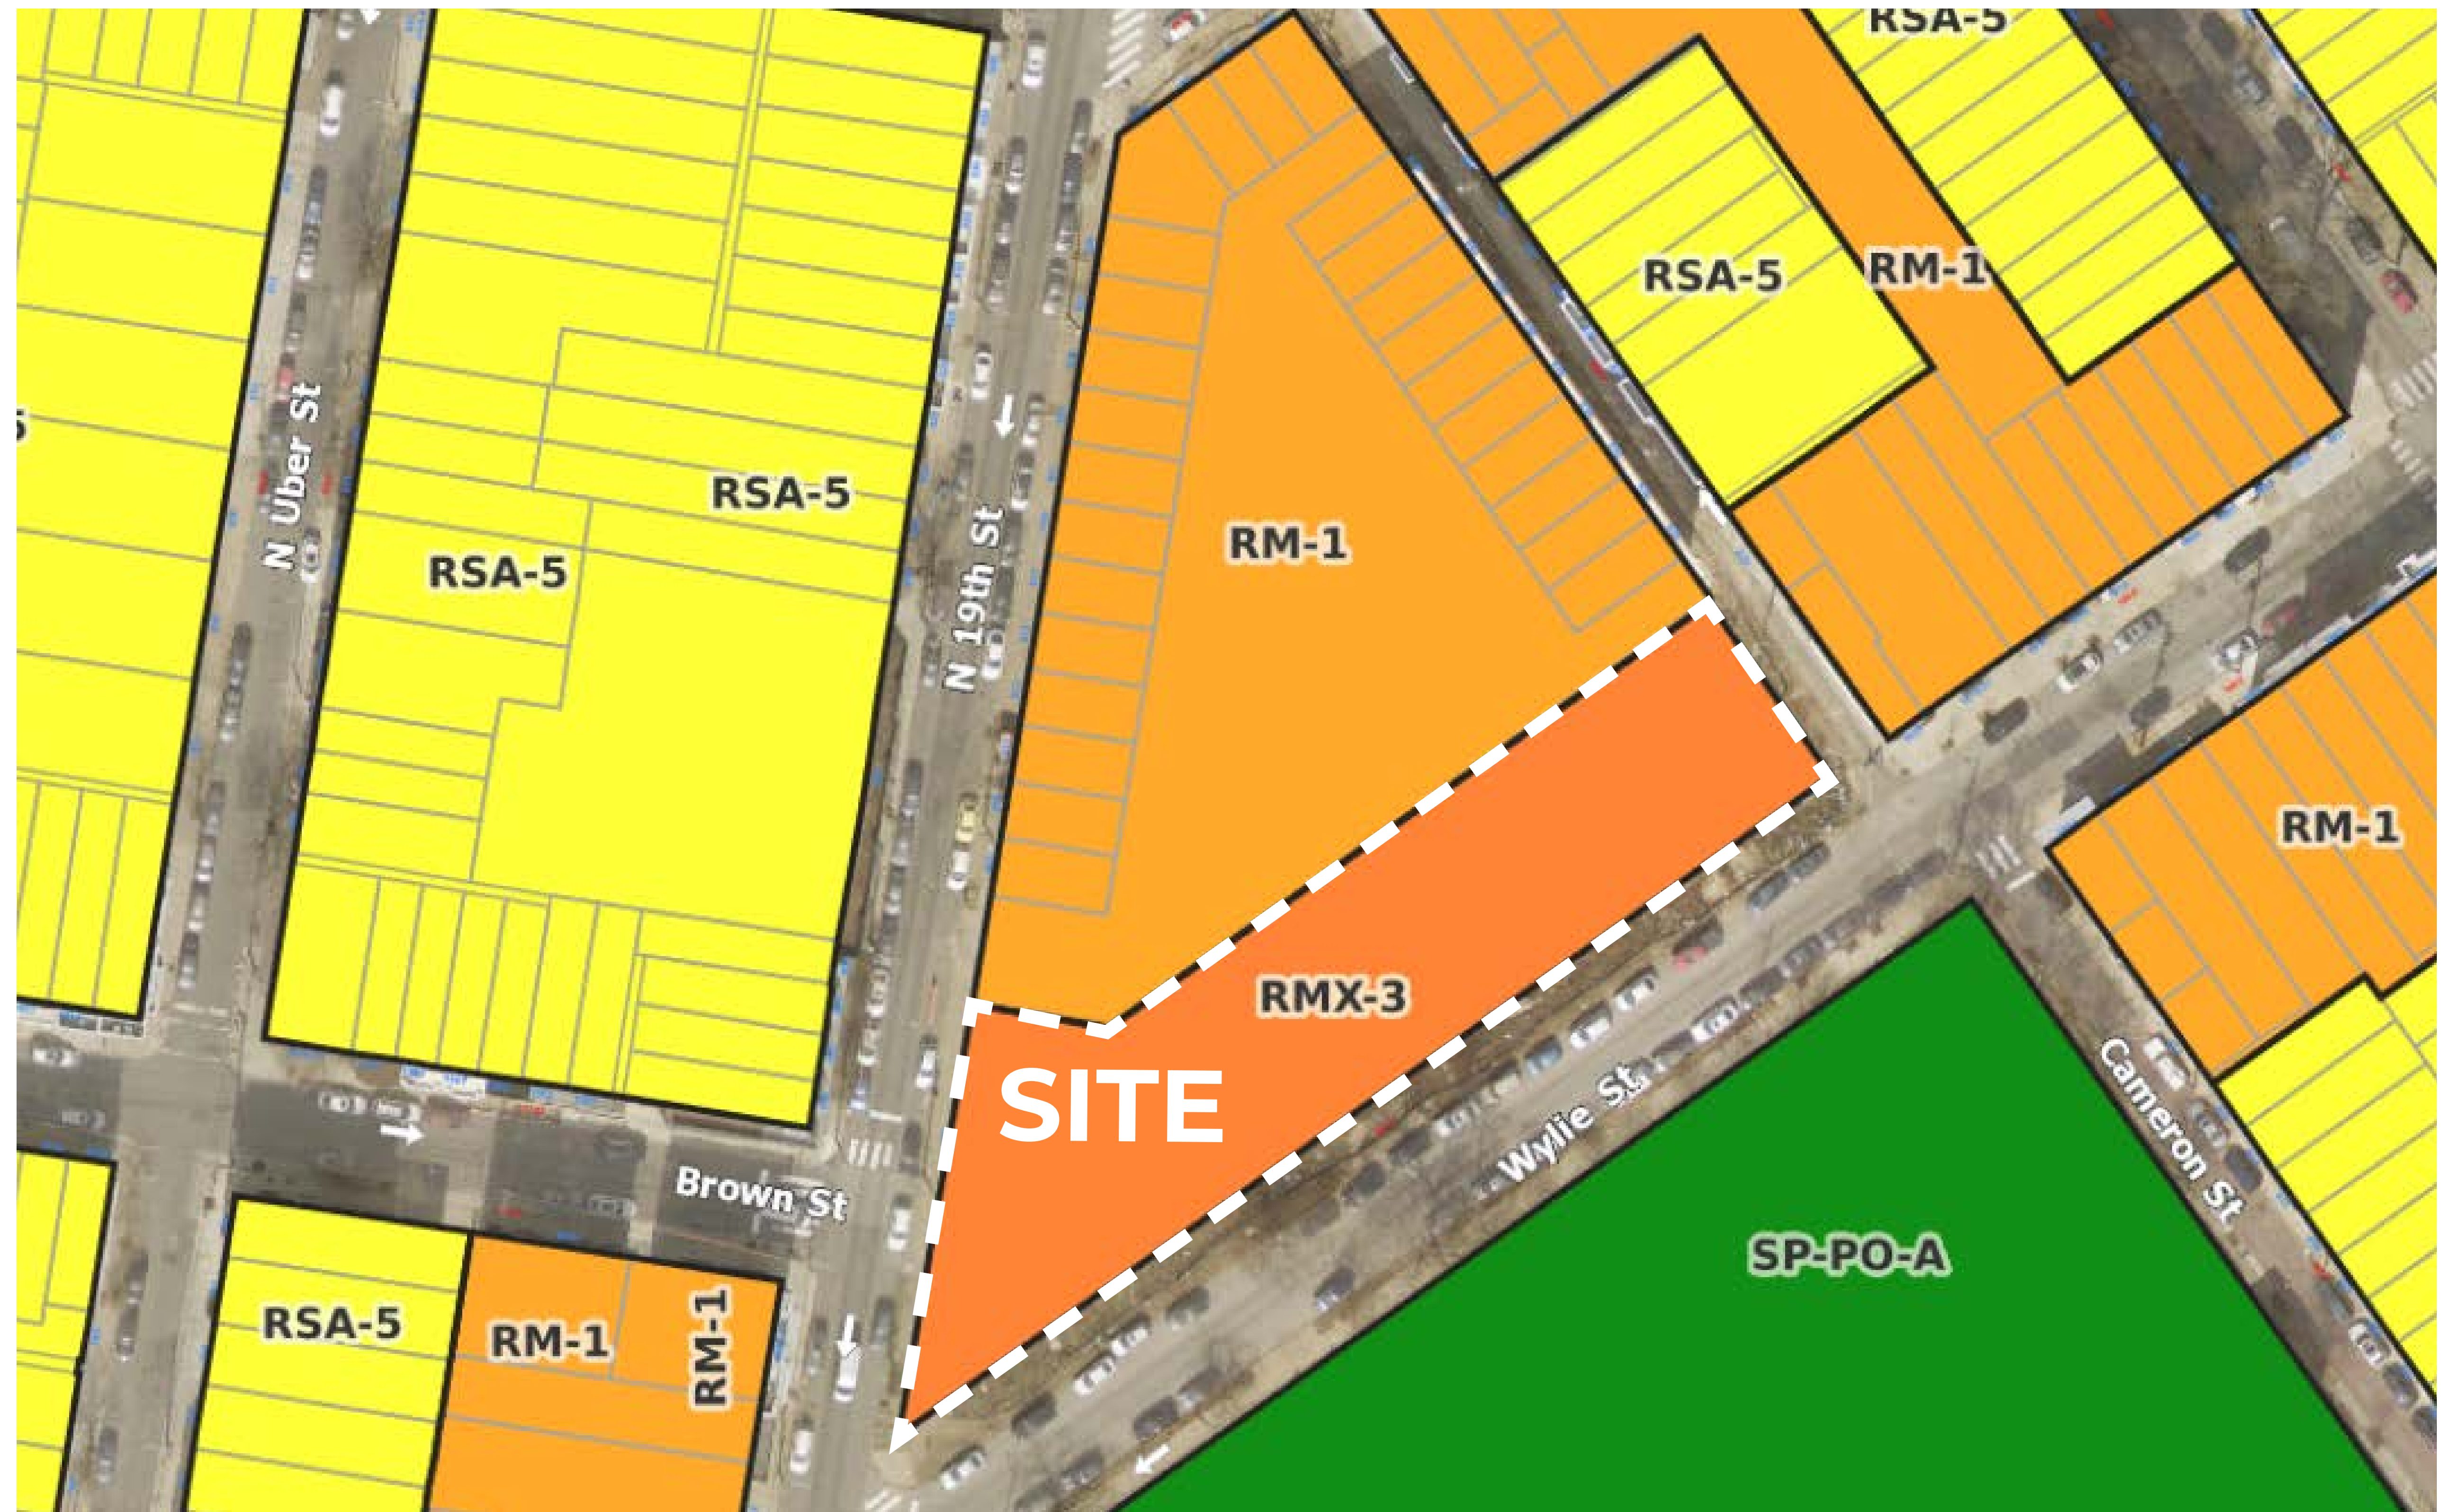 RSA-5
RSA-5
RM-1
5
N Uber St
RSA-5
N 19th St
RM-1
RSA-5
RM-1
RMX-3
SITE
Wylie St
Cameron St
Brown St
SP-PO-A
RSA-5
RM-1
RM-1